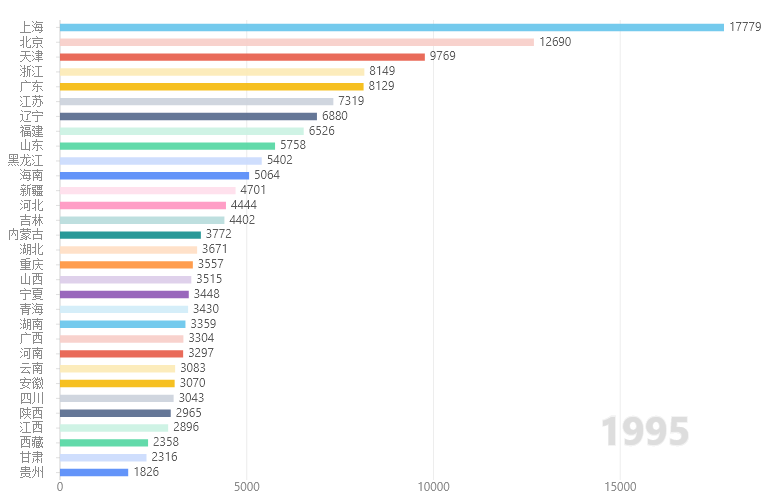 上海 17779
北京 12690
天津 9769
浙江 8149
广东 8129
江苏 7319
辽宁 6880
福建 6526
山东 5758
黑龙江 5402
海南 5064
新疆 4701
河北 4444
吉林 4402
内蒙古 3772
湖北 3671
重庆 3557
山西 3515
宁夏 3448
青海 3430
湖南 3359
广西 3304
河南 3297
云南 3083
安徽 3070
四川 3043
陕西 2965
江西 2896
西藏 2358
甘肃 2316
贵州 1826
1995
0 5000 10000 15000